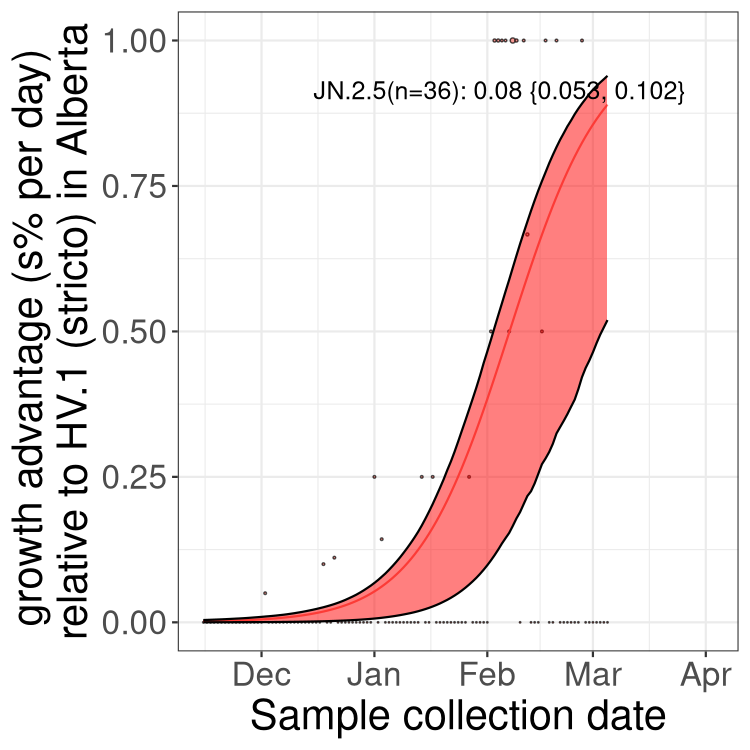 growth advantage (s% per day)
relative to HV.1 (stricto) in Alberta
1.00
0.75
0.50
0.25
0.00
JN.2.5(n=36): 0.08 {0.053, 0.102}
Dec Jan Feb Mar Apr
Sample collection date